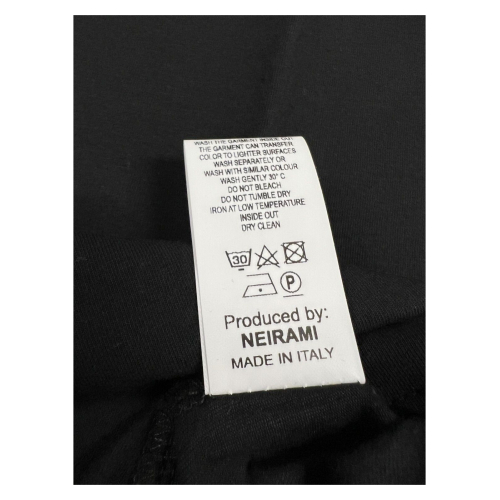 WASH THE GARMENT INSIDE OUT
THE GARMENT CAN TRANSFER
COLOR TO LIGHTER SURFACES
WASH SEPARATELY OR
WASH WITH SIMILAR COLOUR
WASH GENTLY 30° C
DO NOT BLEACH
DO NOT TUMBLE DRY
IRON AT LOW TEMPERATURE
INSIDE OUT
DRY CLEAN
30
P
Produced by:
NEIRAMI
MADE IN ITALY